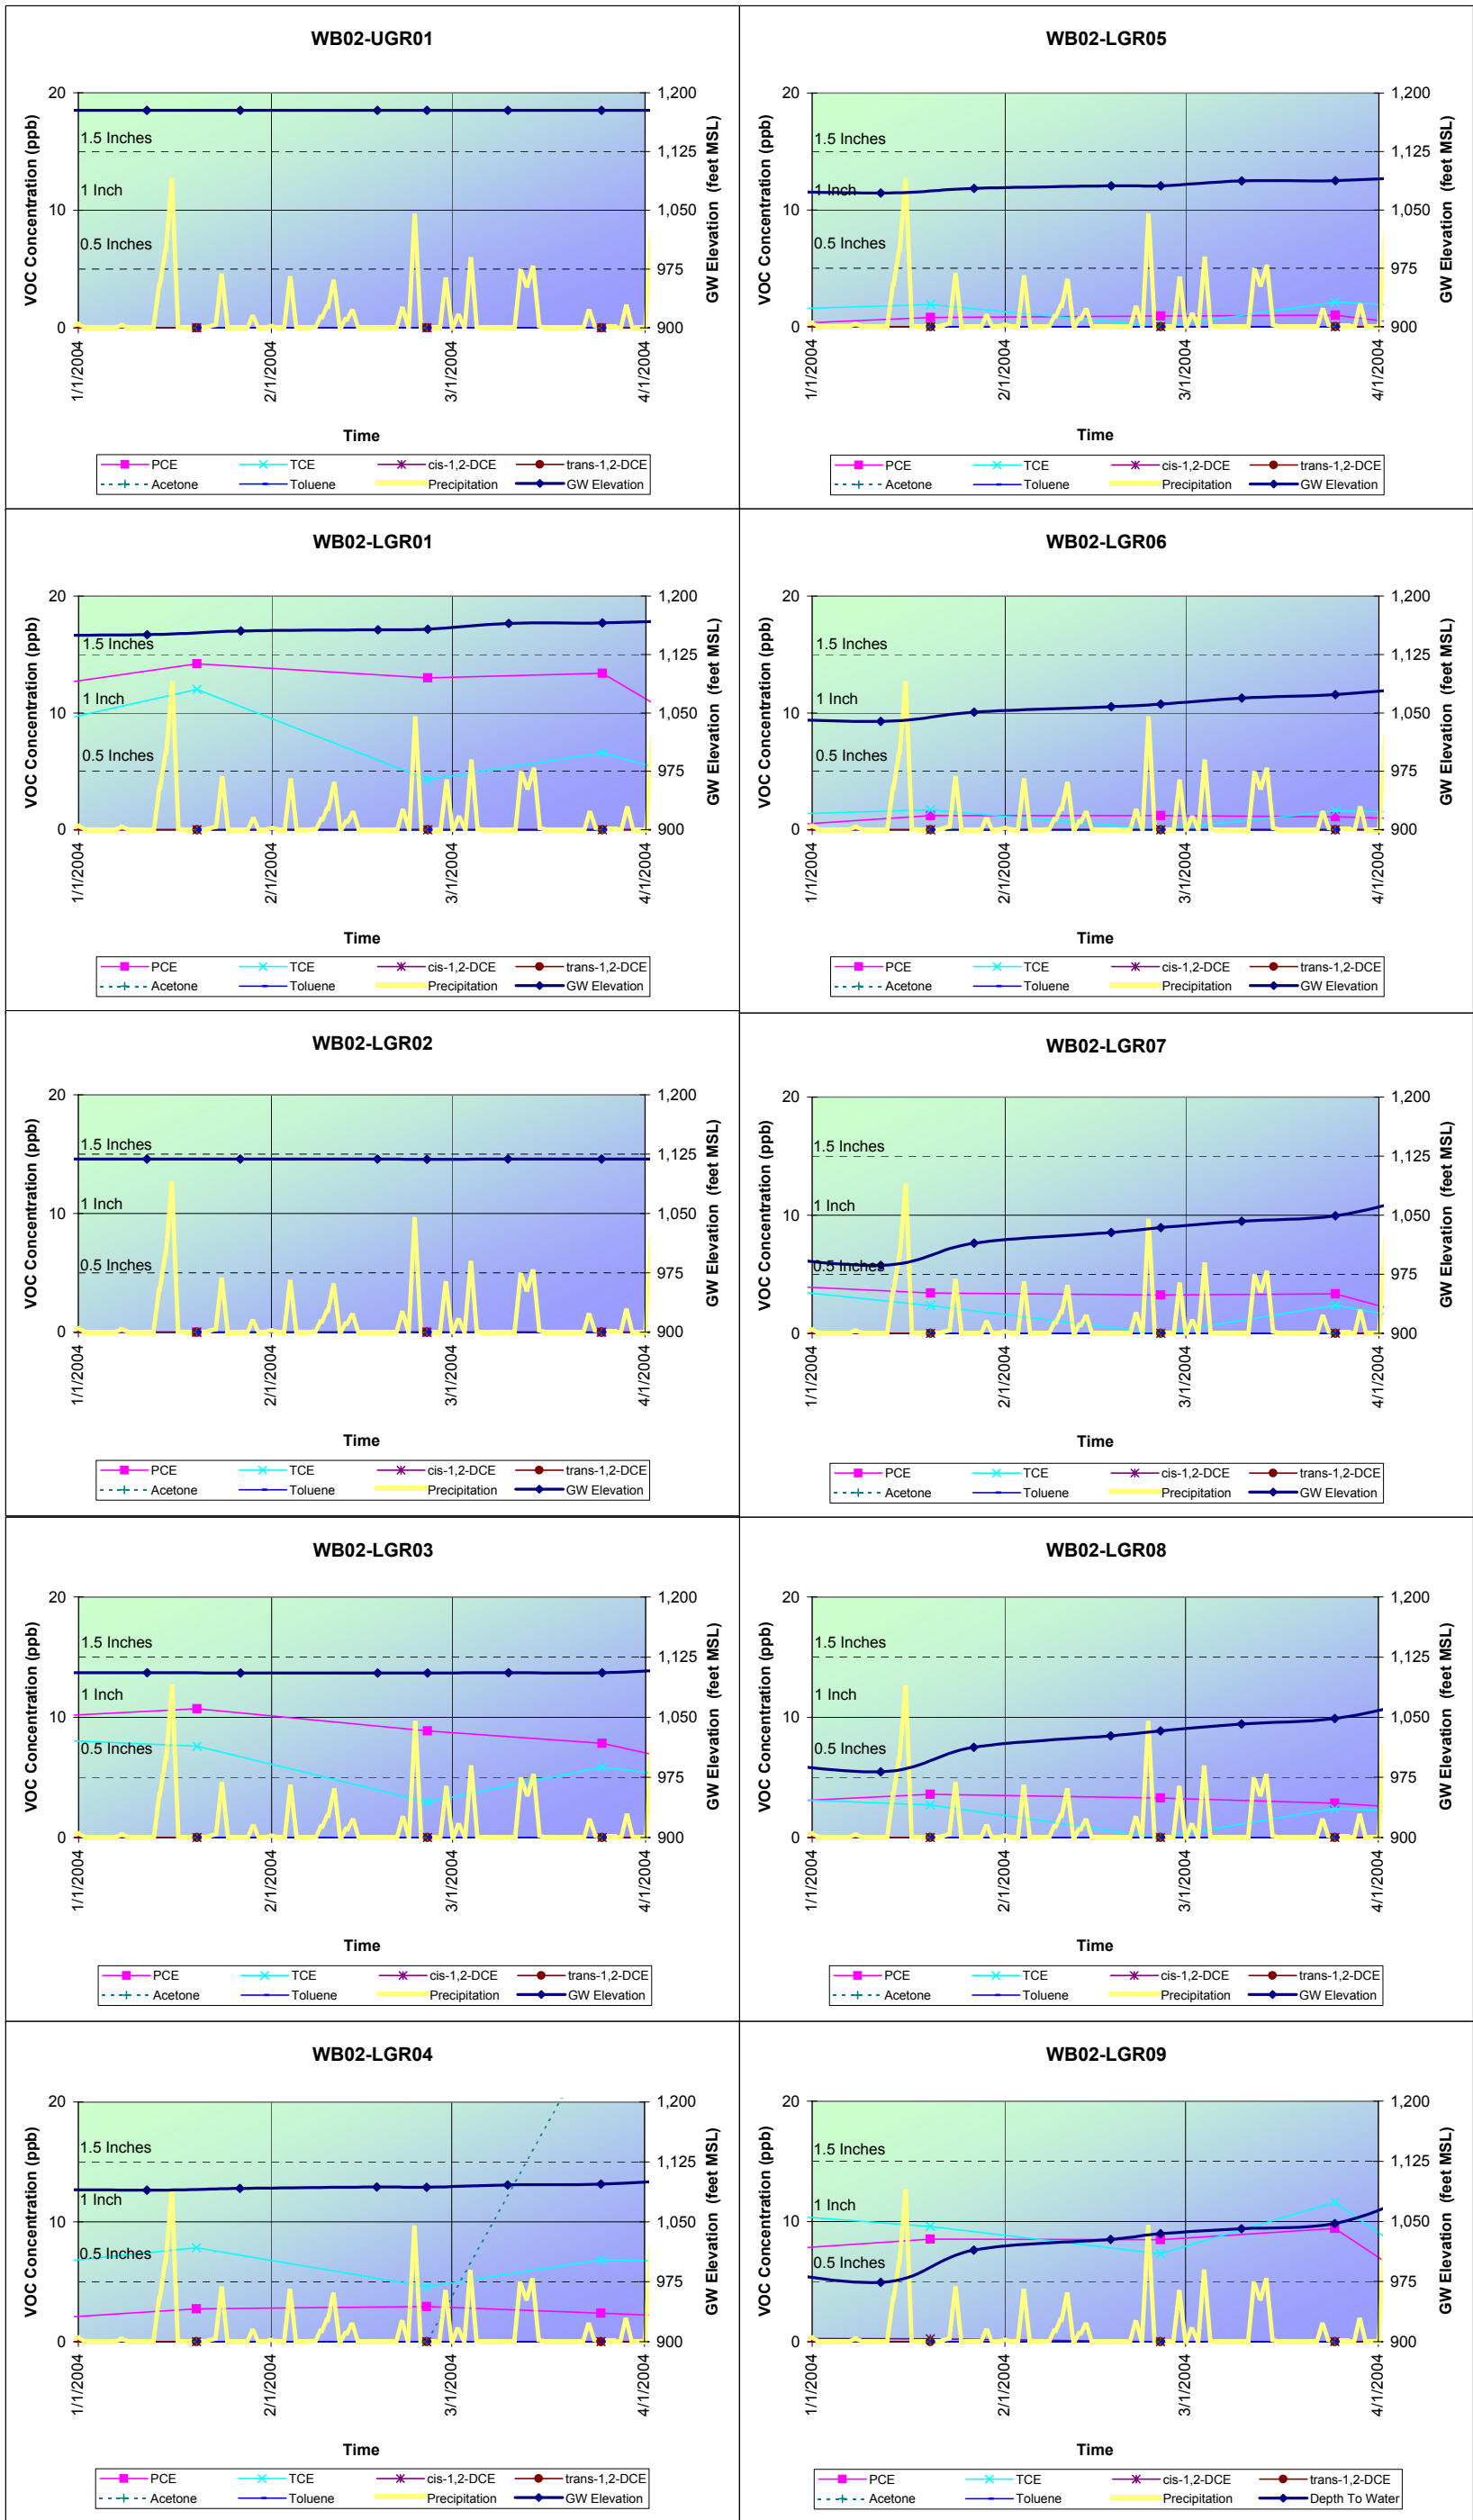 WB02-UGR01
VOC Concentration (ppb)
20
10
0
1.5 Inches
1 Inch
0.5 Inches
1,200
1,125
1,050
975
900
GW Elevation (feet MSL)
1/1/2004
2/1/2004
3/1/2004
4/1/2004
Time
PCE TCE cis-1,2-DCE trans-1,2-DCE
Acetone Toluene Precipitation GW Elevation
WB02-LGR05
VOC Concentration (ppb)
20
10
0
1.5 Inches
1 Inch
0.5 Inches
1,200
1,125
1,050
975
900
GW Elevation (feet MSL)
1/1/2004
2/1/2004
3/1/2004
4/1/2004
Time
PCE TCE cis-1,2-DCE trans-1,2-DCE
Acetone Toluene Precipitation GW Elevation
WB02-LGR01
VOC Concentration (ppb)
20
10
0
1.5 Inches
1 Inch
0.5 Inches
1,200
1,125
1,050
975
900
GW Elevation (feet MSL)
1/1/2004
2/1/2004
3/1/2004
4/1/2004
Time
PCE TCE cis-1,2-DCE trans-1,2-DCE
Acetone Toluene Precipitation GW Elevation
WB02-LGR06
VOC Concentration (ppb)
20
10
0
1.5 Inches
1 Inch
0.5 Inches
1,200
1,125
1,050
975
900
GW Elevation (feet MSL)
1/1/2004
2/1/2004
3/1/2004
4/1/2004
Time
PCE TCE cis-1,2-DCE trans-1,2-DCE
Acetone Toluene Precipitation GW Elevation
WB02-LGR02
VOC Concentration (ppb)
20
10
0
1.5 Inches
1 Inch
0.5 Inches
1,200
1,125
1,050
975
900
GW Elevation (feet MSL)
1/1/2004
2/1/2004
3/1/2004
4/1/2004
Time
PCE TCE cis-1,2-DCE trans-1,2-DCE
Acetone Toluene Precipitation GW Elevation
WB02-LGR07
VOC Concentration (ppb)
20
10
0
1.5 Inches
1 Inch
0.5 Inches
1,200
1,125
1,050
975
900
GW Elevation (feet MSL)
1/1/2004
2/1/2004
3/1/2004
4/1/2004
Time
PCE TCE cis-1,2-DCE trans-1,2-DCE
Acetone Toluene Precipitation GW Elevation
WB02-LGR03
VOC Concentration (ppb)
20
10
0
1.5 Inches
1 Inch
0.5 Inches
1,200
1,125
1,050
975
900
GW Elevation (feet MSL)
1/1/2004
2/1/2004
3/1/2004
4/1/2004
Time
PCE TCE cis-1,2-DCE trans-1,2-DCE
Acetone Toluene Precipitation GW Elevation
WB02-LGR08
VOC Concentration (ppb)
20
10
0
1.5 Inches
1 Inch
0.5 Inches
1,200
1,125
1,050
975
900
GW Elevation (feet MSL)
1/1/2004
2/1/2004
3/1/2004
4/1/2004
Time
PCE TCE cis-1,2-DCE trans-1,2-DCE
Acetone Toluene Precipitation GW Elevation
WB02-LGR04
VOC Concentration (ppb)
20
10
0
1.5 Inches
1 Inch
0.5 Inches
1,200
1,125
1,050
975
900
GW Elevation (feet MSL)
1/1/2004
2/1/2004
3/1/2004
4/1/2004
Time
PCE TCE cis-1,2-DCE trans-1,2-DCE
Acetone Toluene Precipitation GW Elevation
WB02-LGR09
VOC Concentration (ppb)
20
10
0
1.5 Inches
1 Inch
0.5 Inches
1,200
1,125
1,050
975
900
GW Elevation (feet MSL)
1/1/2004
2/1/2004
3/1/2004
4/1/2004
Time
PCE TCE cis-1,2-DCE trans-1,2-DCE
Acetone Toluene Precipitation Depth To Water